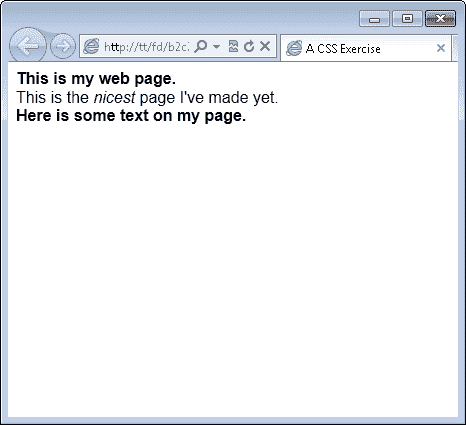 http://tt/fd/b2c
A CSS Exercise
This is my web page.
This is the nicest page I've made yet.
Here is some text on my page.